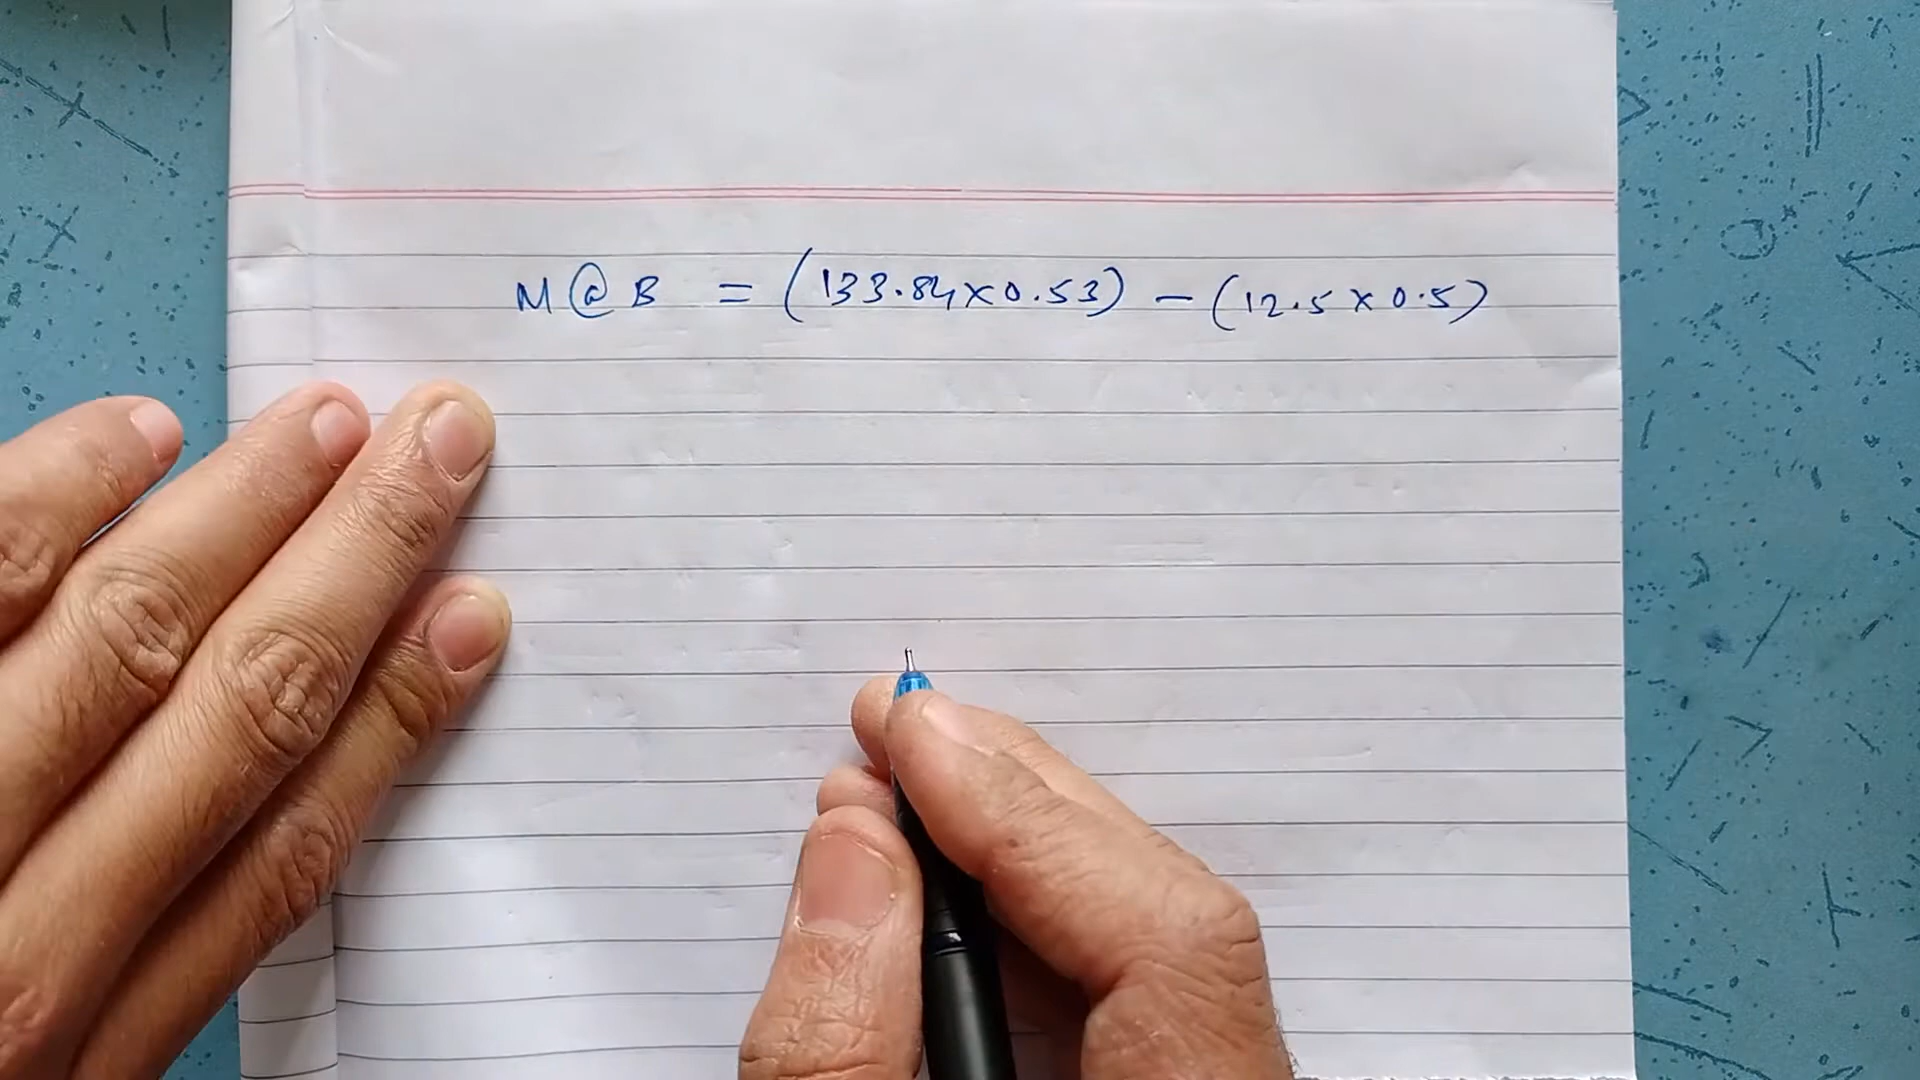 M @ B = (133.84 × 0.53) - (12.5 × 0.5)